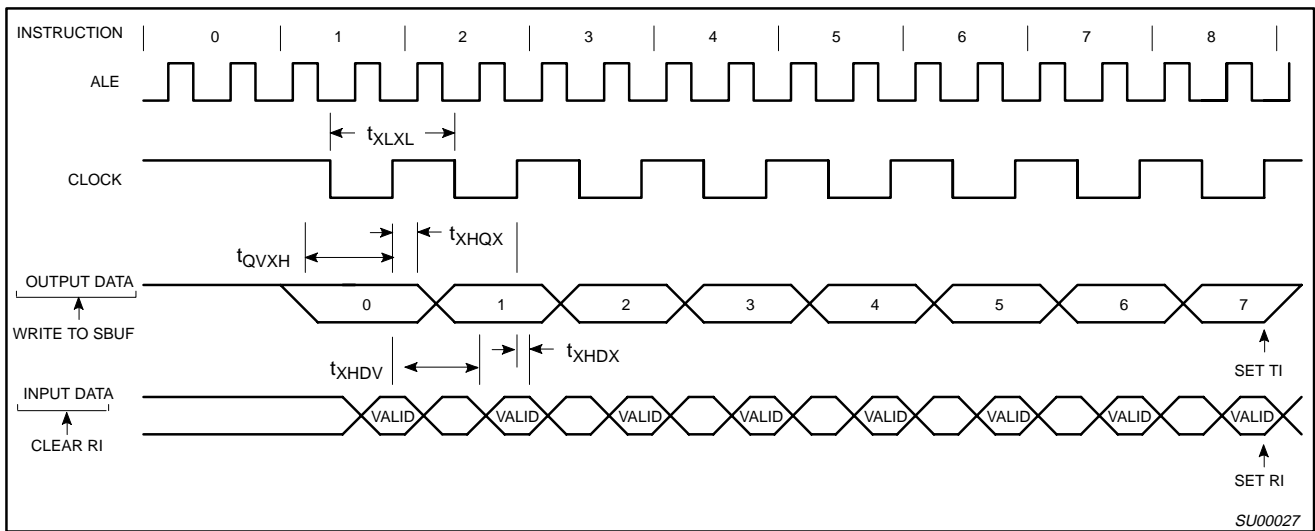 INSTRUCTION 0 1 2 3 4 5 6 7 8
ALE
tXLXL
CLOCK
tQVXH tXHQX
OUTPUT DATA 0 1 2 3 4 5 6 7
WRITE TO SBUF
tXHDV tXHDX
SET TI
INPUT DATA VALID VALID VALID VALID VALID VALID VALID VALID
CLEAR RI
SET RI
SU00027